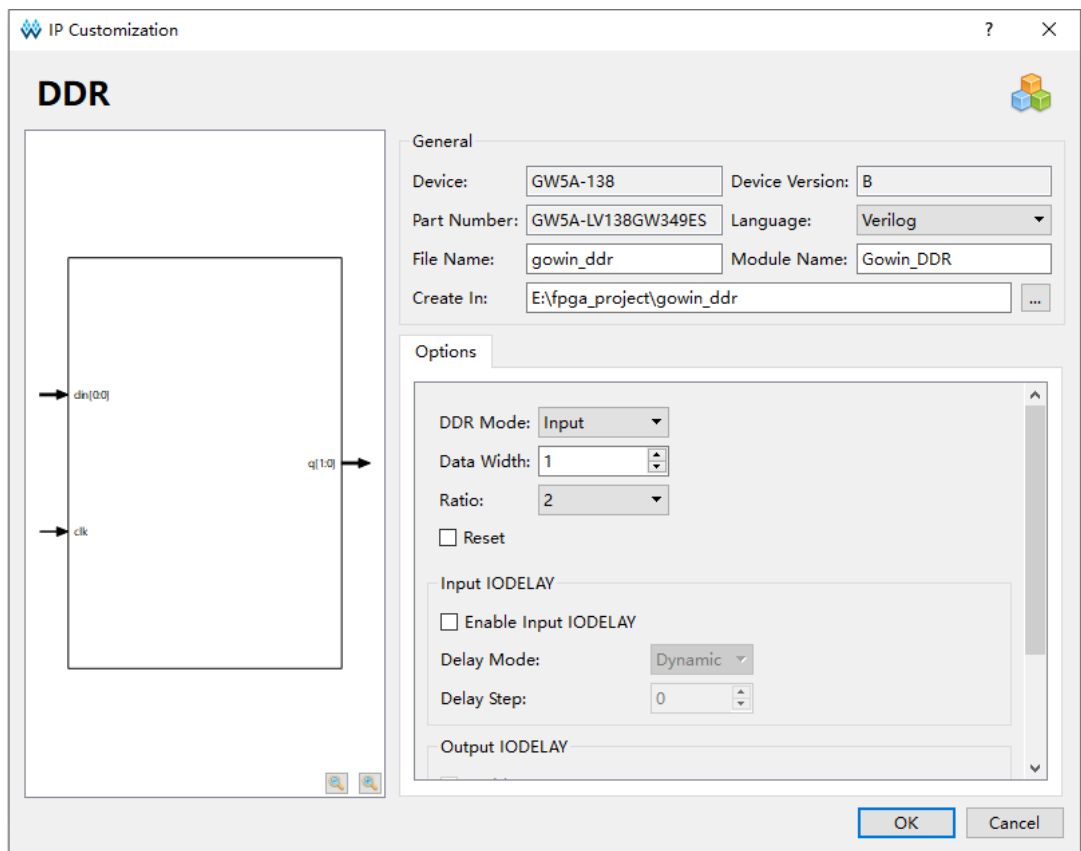 IP Customization
DDR
din[0:0]
clk
q[1:0]
General
Device: GW5A-138 Device Version: B
Part Number: GW5A-LV138GW349ES Language: Verilog
File Name: gowin_ddr Module Name: Gowin_DDR
Create In: E:\fpga_project\gowin_ddr ...
Options
DDR Mode: Input
Data Width: 1
Ratio: 2
Reset
Input IODELAY
Enable Input IODELAY
Delay Mode: Dynamic
Delay Step: 0
Output IODELAY
OK Cancel